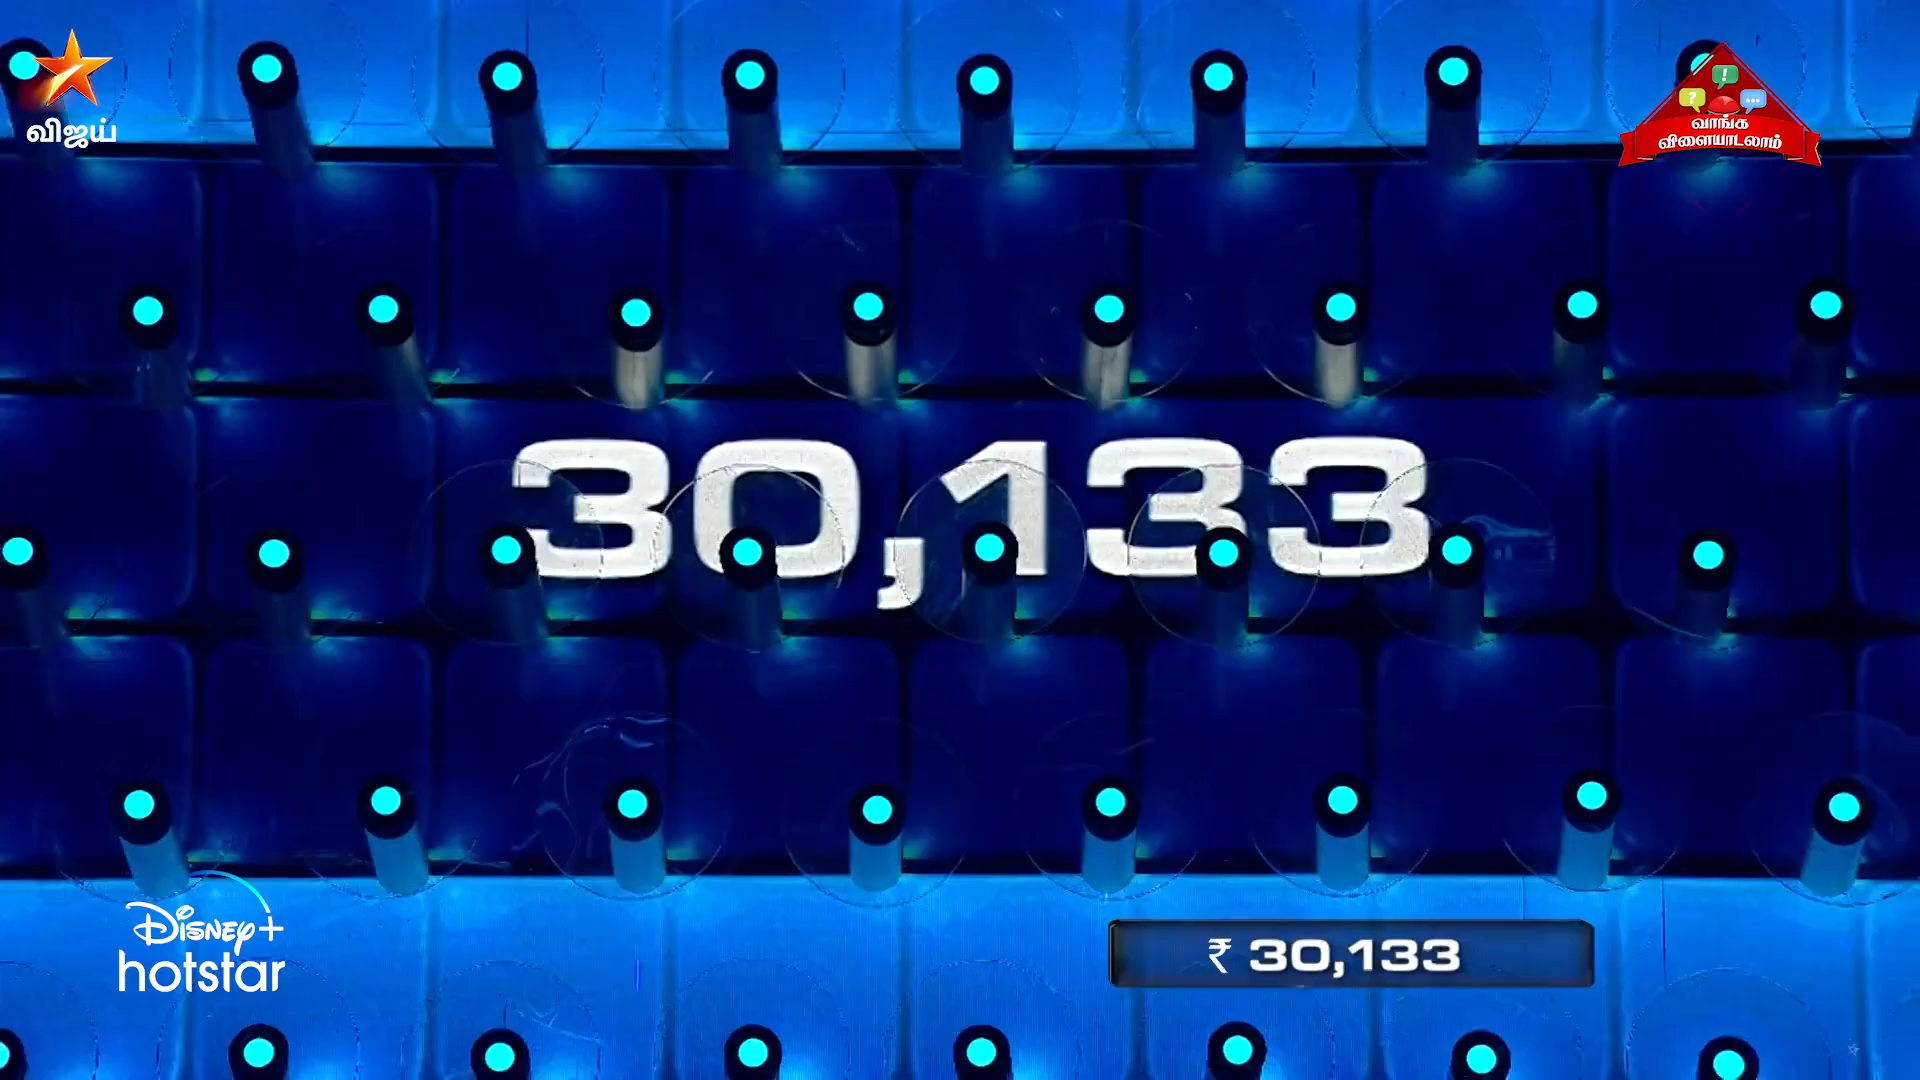 விஜய்
? ! ...
வாங்க
விளையாடலாம்
30,133
Disney+
hotstar
₹ 30,133